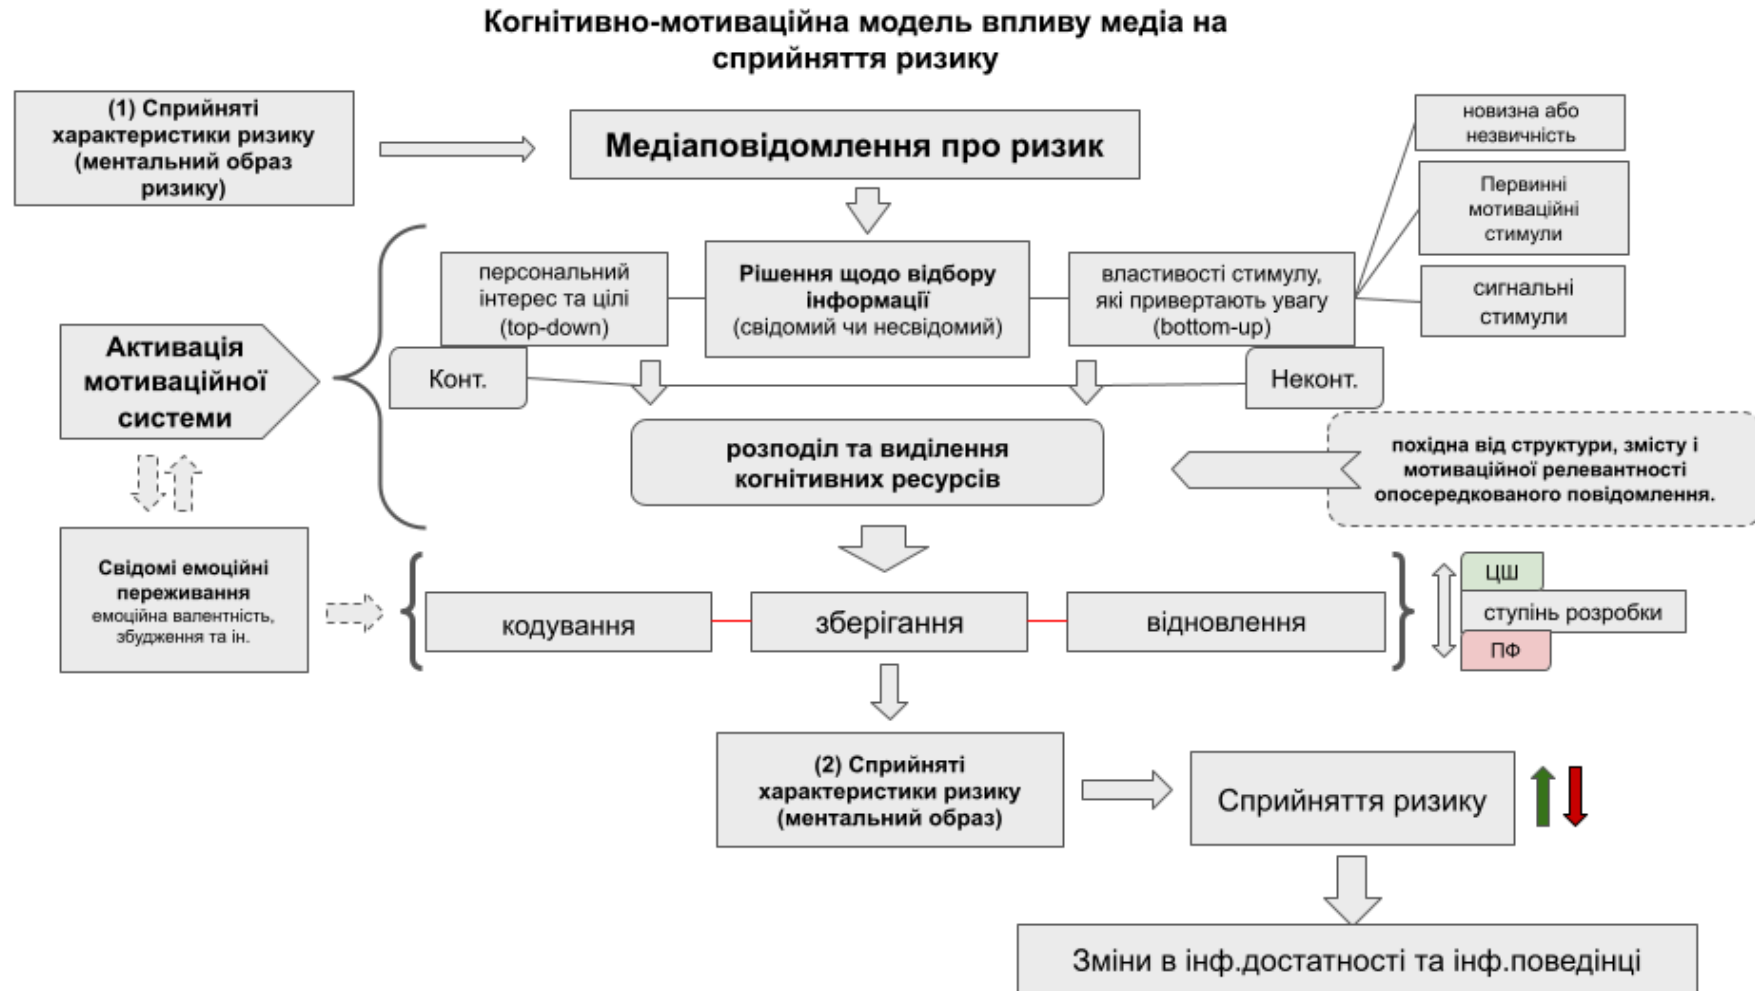 Когнітивно-мотиваційна модель впливу медіа на
сприйняття ризику
(1) Сприйняті
характеристики ризику
(ментальний образ
ризику)
Медіаповідомлення про ризик
новизна або
незвичність
Первинні
мотиваційні
стимули
сигнальні
стимули
персональний
інтерес та цілі
(top-down)
Рішення щодо відбору
інформації
(свідомий чи несвідомий)
властивості стимулу,
які привертають увагу
(bottom-up)
Активація
мотиваційної
системи
Конт.
Неконт.
розподіл та виділення
когнітивних ресурсів
похідна від структури, змісту і
мотиваційної релевантності
опосередкованого повідомлення.
Свідомі емоційні
переживання
емоційна валентність,
збудження та ін.
кодування
зберігання
відновлення
ЦШ
ступінь розробки
ПФ
(2) Сприйняті
характеристики ризику
(ментальний образ)
Сприйняття ризику
Зміни в інф.достатності та інф.поведінці